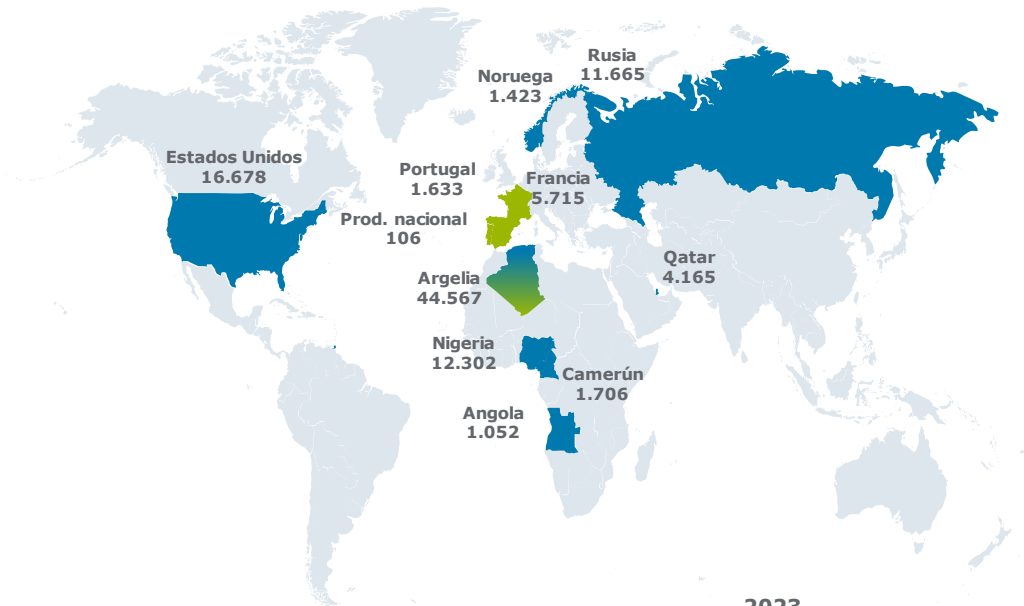 Rusia
11.665
Noruega
1.423
Estados Unidos
16.678
Portugal
1.633
Francia
5.715
Prod. nacional
106
Qatar
4.165
Argelia
44.567
Nigeria
12.302
Camerún
1.706
Angola
1.052
2023